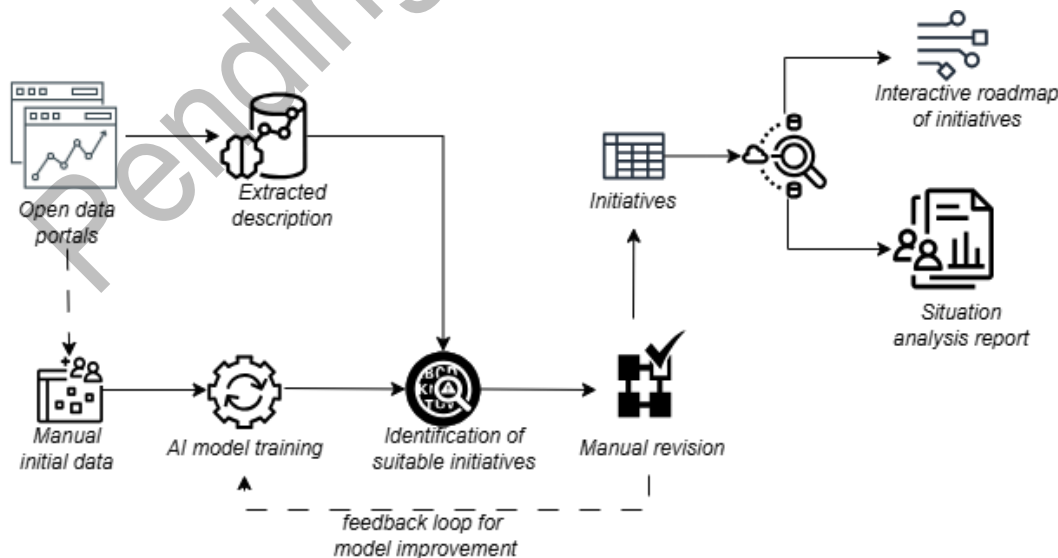 Pending
Interactive roadmap
of initiatives
Open data
portals
Extracted
description
Initiatives
Situation
analysis report
Manual
initial data
AI model training
Identification of
suitable initiatives
Manual revision
feedback loop for
model improvement